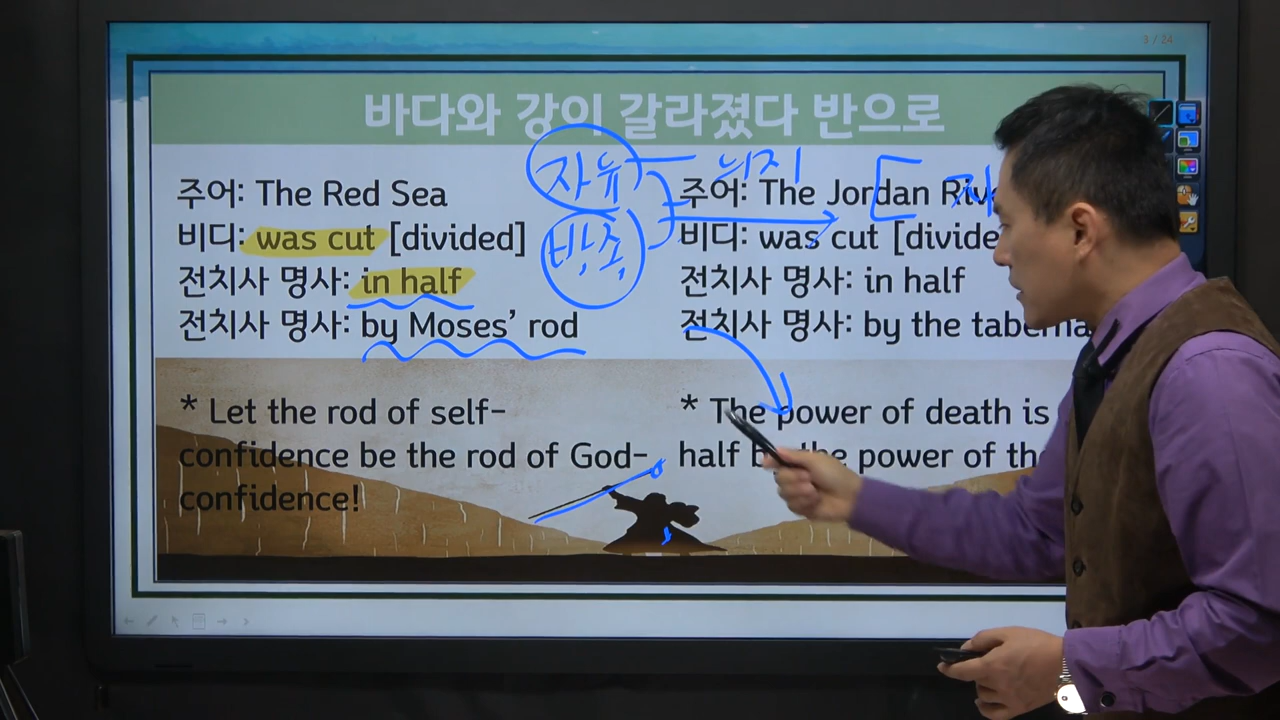 3 / 24
바다와 강이 갈라졌다 반으로
주어: The Red Sea
비디: was cut [divided]
전치사 명사: in half
전치사 명사: by Moses’ rod
* Let the rod of self-
confidence be the rod of God-
confidence!
자유
방종
주어: The Jordan Rive
비디: was cut [divide
전치사 명사: in half
전치사 명사: by the taberna
* The power of death is
half by the power of the